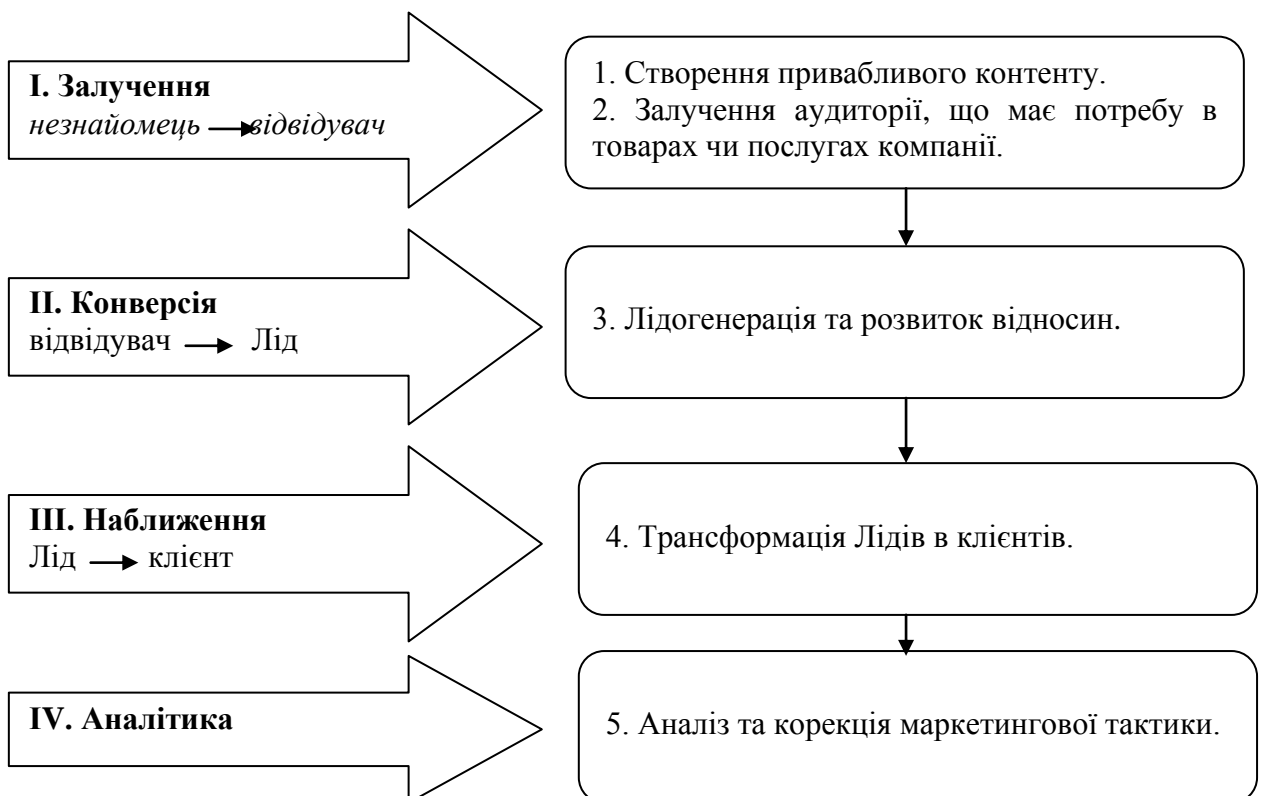 І. Залучення
незнайомець відвідувач
1. Створення привабливого контенту.
2. Залучення аудиторії, що має потребу в
товарах чи послугах компанії.
ІІ. Конверсія
відвідувач Лід
3. Лідогенерація та розвиток відносин.
ІІІ. Наближення
Лід клієнт
4. Трансформація Лідів в клієнтів.
IV. Аналітика
5. Аналіз та корекція маркетингової тактики.